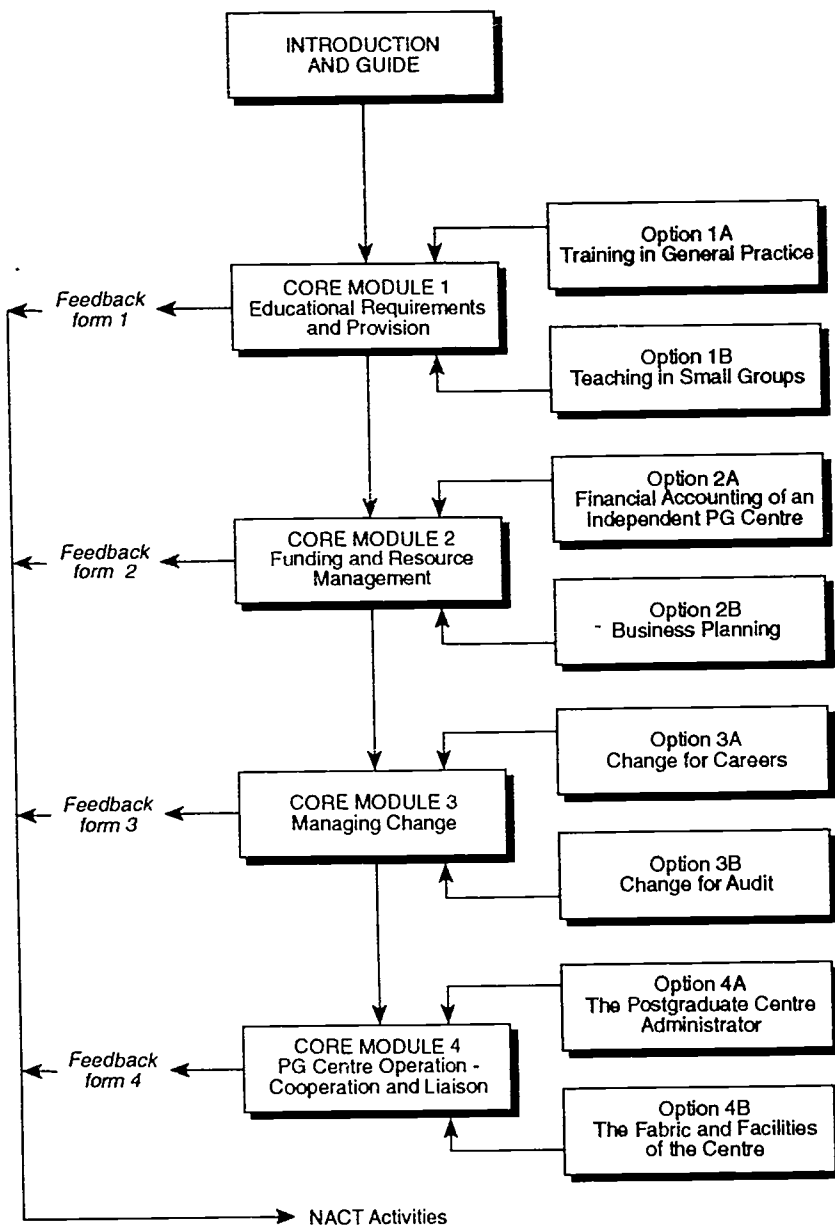 INTRODUCTION
AND GUIDE
Option 1A
Training in General Practice
CORE MODULE 1
Educational Requirements
and Provision
Feedback
form 1
Option 1B
Teaching in Small Groups
Option 2A
Financial Accounting of an
Independent PG Centre
CORE MODULE 2
Funding and Resource
Management
Feedback
form 2
Option 2B
Business Planning
Option 3A
Change for Careers
CORE MODULE 3
Managing Change
Feedback
form 3
Option 3B
Change for Audit
Option 4A
The Postgraduate Centre
Administrator
CORE MODULE 4
PG Centre Operation -
Cooperation and Liaison
Feedback
form 4
Option 4B
The Fabric and Facilities
of the Centre
NACT Activities